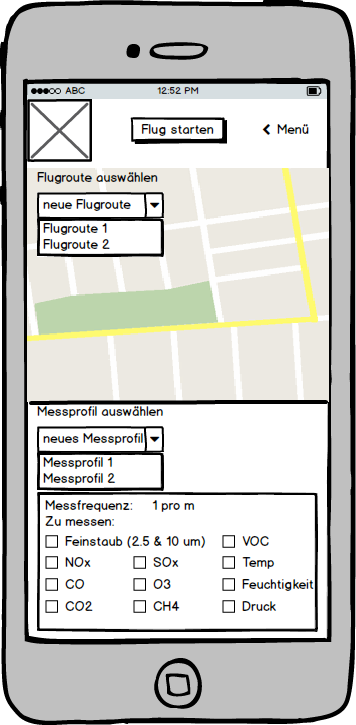 ABC 12:52 PM
Flug starten Menü
Flugroute auswählen
neue Flugroute
Flugroute 1
Flugroute 2
Messprofil auswählen
neues Messprofil
Messprofil 1
Messprofil 2
Messfrequenz: 1 pro m
Zu messen:
Feinstaub (2.5 & 10 um) VOC
NOx SOx Temp
CO O3 Feuchtigkeit
CO2 CH4 Druck